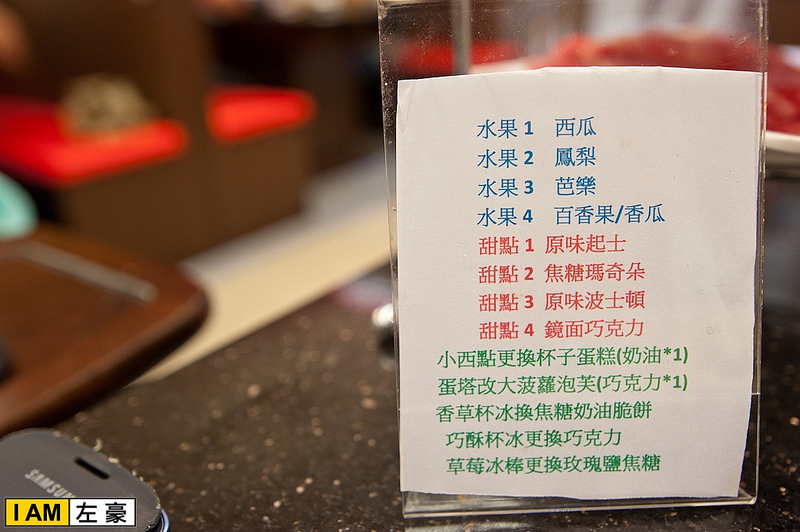 水果 1 西瓜
水果 2 鳳梨
水果 3 芭樂
水果 4 百香果/香瓜
甜點 1 原味起士
甜點 2 焦糖瑪奇朵
甜點 3 原味波士頓
甜點 4 鏡面巧克力
小西點更換杯子蛋糕(奶油*1)
蛋塔改大菠蘿泡芙(巧克力*1)
香草杯冰換焦糖奶油脆餅
巧酥杯冰更換巧克力
草莓冰棒更換玫瑰鹽焦糖
SAMSUNG
I AM 左豪